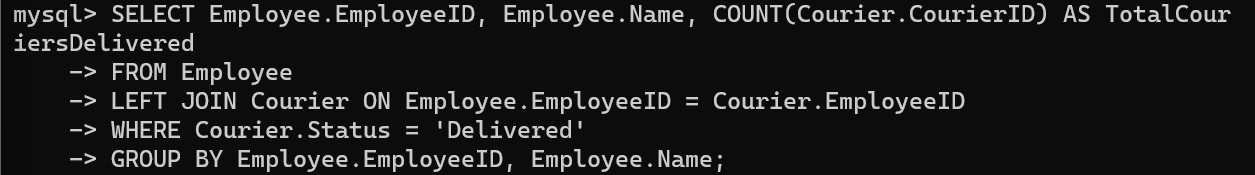 mysql> SELECT Employee.EmployeeID, Employee.Name, COUNT(Courier.CourierID) AS TotalCour
iersDelivered
    -> FROM Employee
    -> LEFT JOIN Courier ON Employee.EmployeeID = Courier.EmployeeID
    -> WHERE Courier.Status = 'Delivered'
    -> GROUP BY Employee.EmployeeID, Employee.Name;